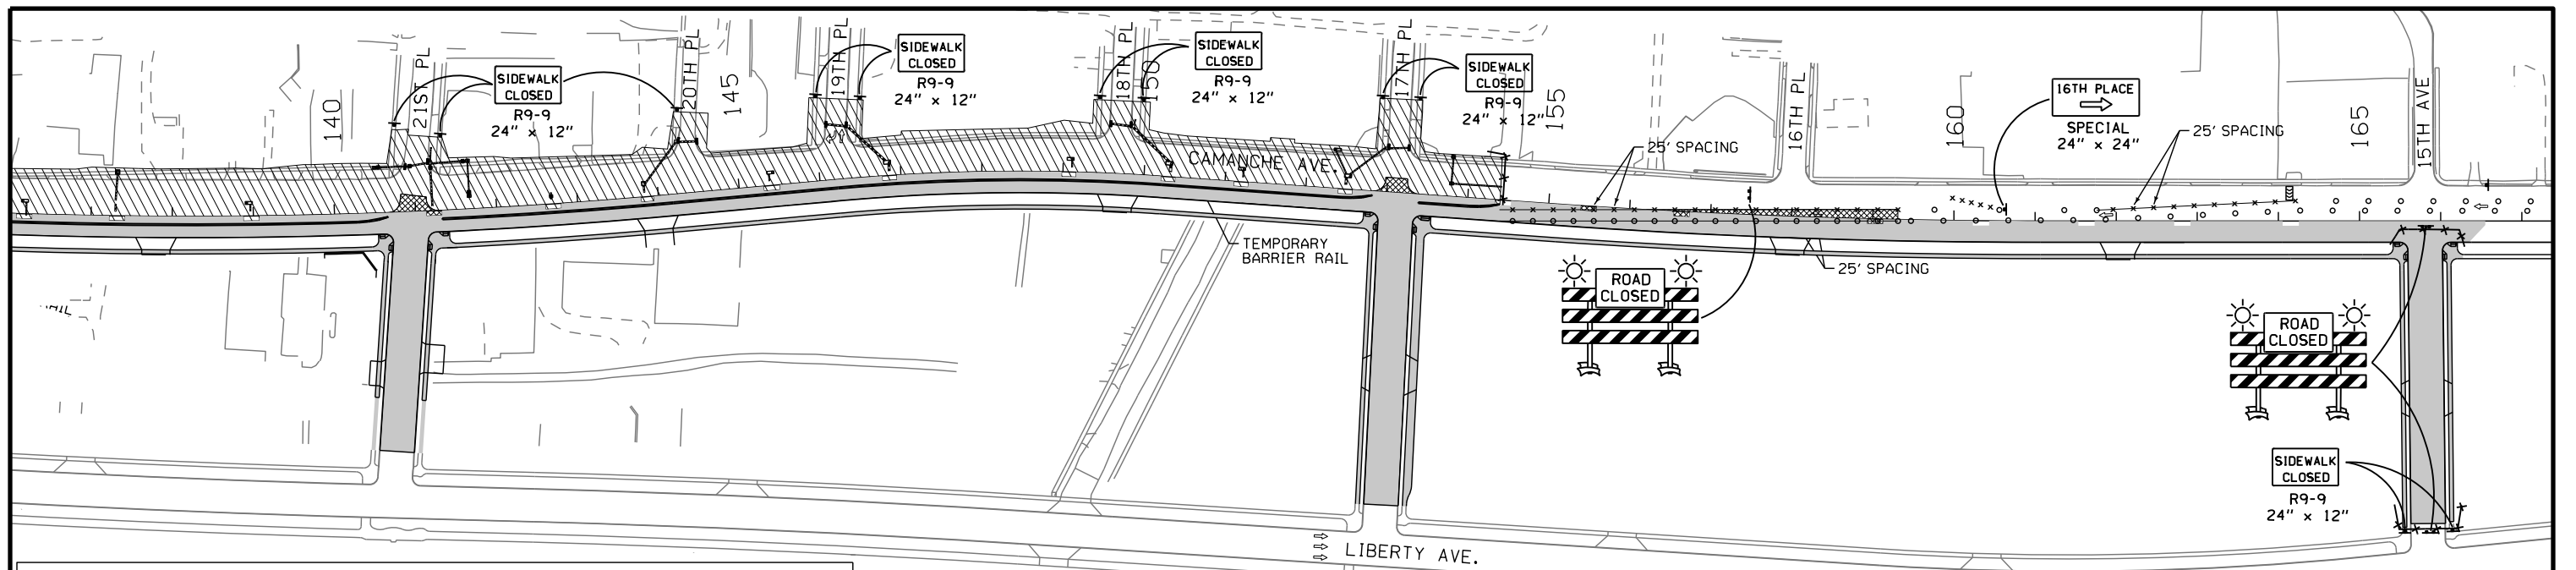 140
21ST PL
SIDEWALK
CLOSED
R9-9
24" x 12"
20TH PL
145
19TH PL
SIDEWALK
CLOSED
R9-9
24" x 12"
18TH PL
150
SIDEWALK
CLOSED
R9-9
24" x 12"
17TH PL
SIDEWALK
CLOSED
R9-9
24" x 12"
155
25' SPACING
16TH PL
160
16TH PLACE
SPECIAL
24" x 24"
25' SPACING
165
15TH AVE
CAMANCHE AVE.
TEMPORARY
BARRIER RAIL
25' SPACING
ROAD
CLOSED
ROAD
CLOSED
SIDEWALK
CLOSED
R9-9
24" x 12"
LIBERTY AVE.